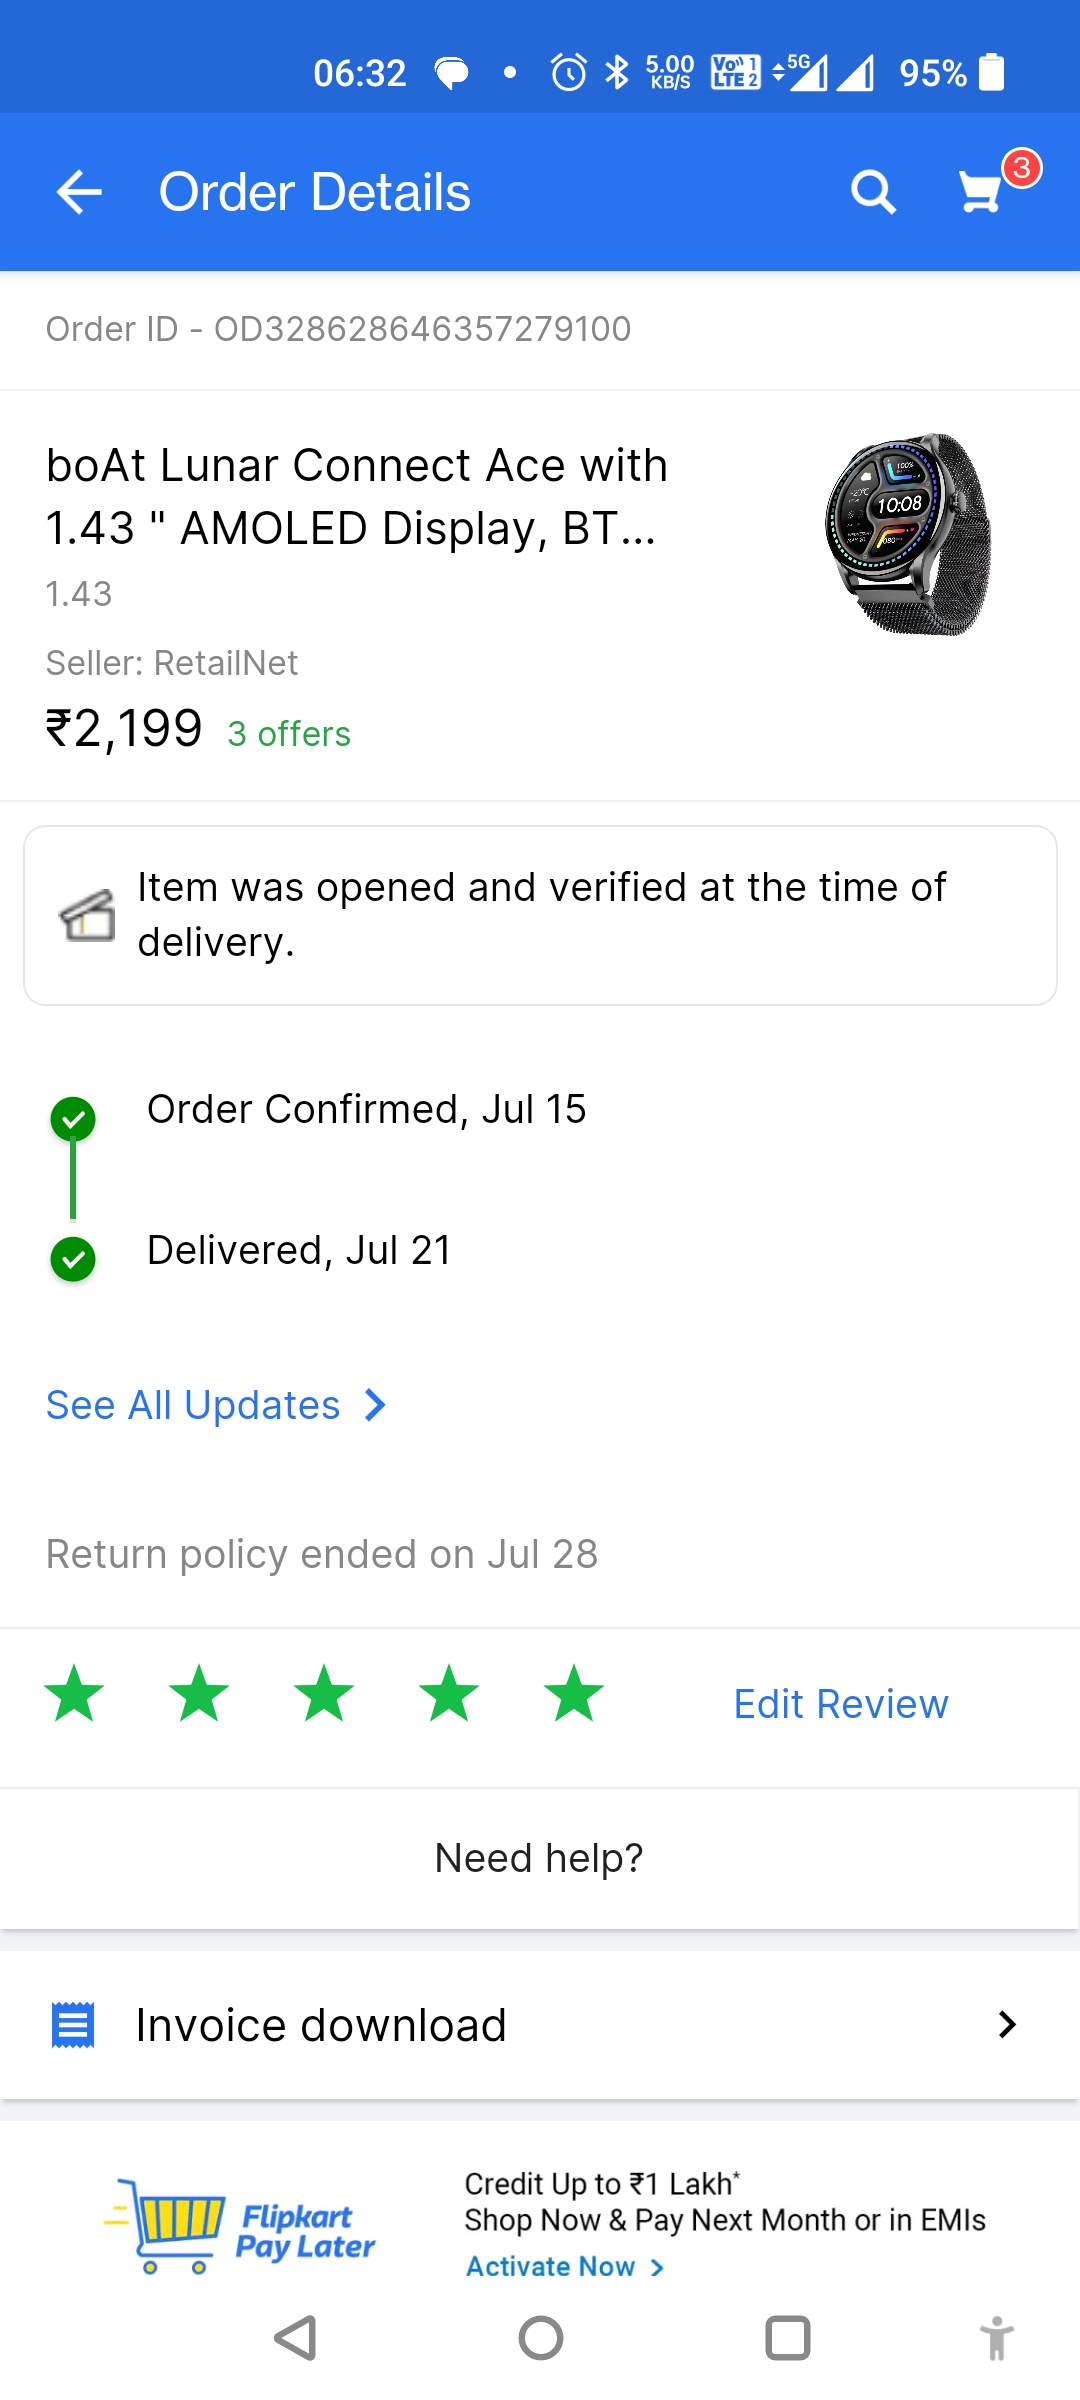 06:32 5.00 KB/S Vo)) 1 LTE 2 5G 95%
Order Details 3
Order ID - OD328628646357279100
boAt Lunar Connect Ace with
1.43 " AMOLED Display, BT...
1.43
Seller: RetailNet
₹2,199 3 offers
100%
10:08
Item was opened and verified at the time of
delivery.
Order Confirmed, Jul 15
Delivered, Jul 21
See All Updates
Return policy ended on Jul 28
Edit Review
Need help?
Invoice download
Flipkart
Pay Later
Credit Up to ₹1 Lakh*
Shop Now & Pay Next Month or in EMIs
Activate Now